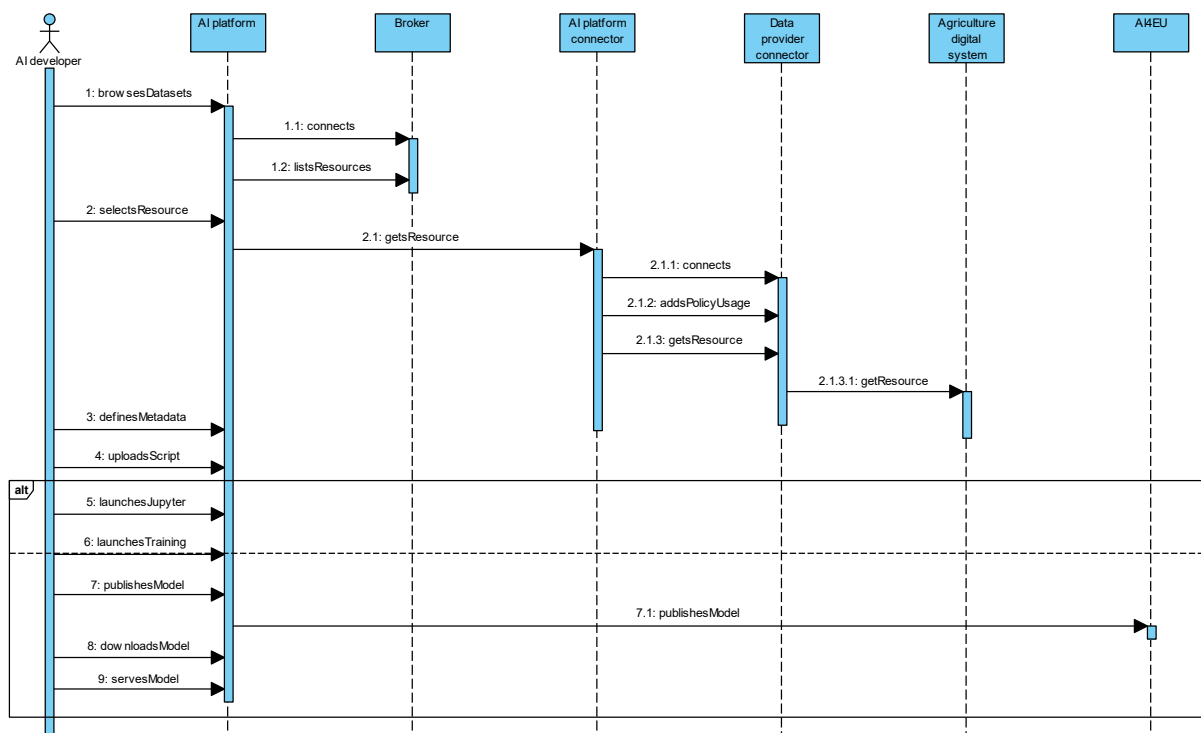 AI developer
AI platform
Broker
AI platform
connector
Data
provider
connector
Agriculture
digital
system
AI4EU
1: browsesDatasets
1.1: connects
1.2: listsResources
2: selectsResource
2.1: getsResource
2.1.1: connects
2.1.2: addsPolicyUsage
2.1.3: getsResource
2.1.3.1: getResource
3: definesMetadata
4: uploadsScript
alt
5: launchesJupyter
6: launchesTraining
7: publishesModel
7.1: publishesModel
8: downloadsModel
9: servesModel